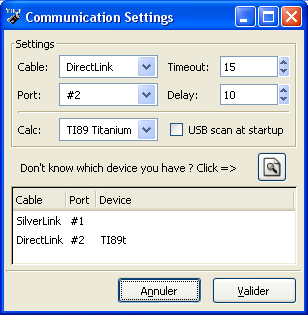 Communication Settings
Settings
Cable: DirectLink Timeout: 15
Port: #2 Delay: 10
Calc: TI89 Titanium USB scan at startup
Don't know which device you have ? Click =>
Cable Port Device
SilverLink #1
DirectLink #2 TI89t
Annuler Valider